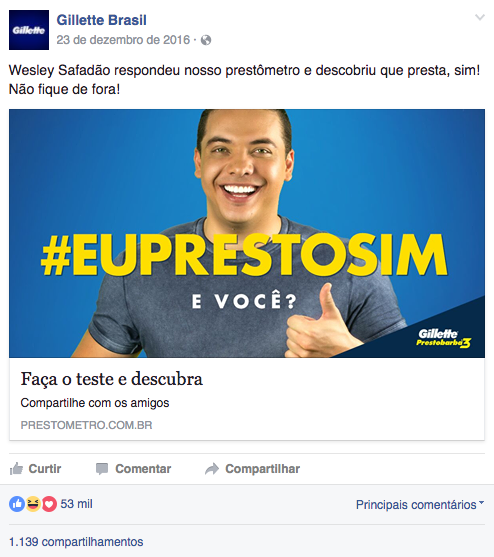 Gillette
Gillette Brasil
23 de dezembro de 2016 ·
Wesley Safadão respondeu nosso prestômetro e descobriu que presta, sim!
Não fique de fora!
#EUPRESTOSIM
E VOCÊ?
Gillette
Prestobarba3
Faça o teste e descubra
Compartilhe com os amigos
PRESTOMETRO.COM.BR
Curtir Comentar Compartilhar
53 mil Principais comentários
1.139 compartilhamentos